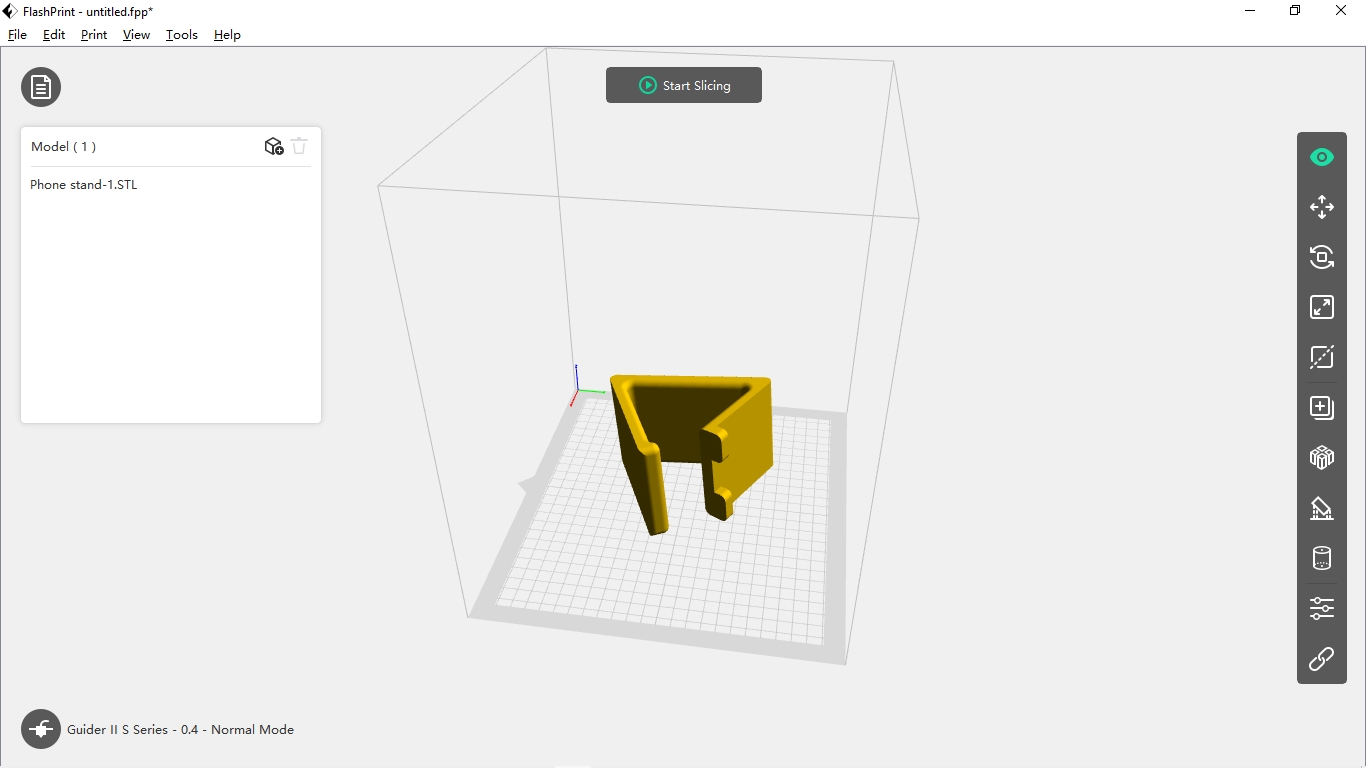 FlashPrint - untitled.fpp*
File Edit Print View Tools Help
Start Slicing
Model ( 1 )
Phone stand-1.STL
Guider II S Series - 0.4 - Normal Mode